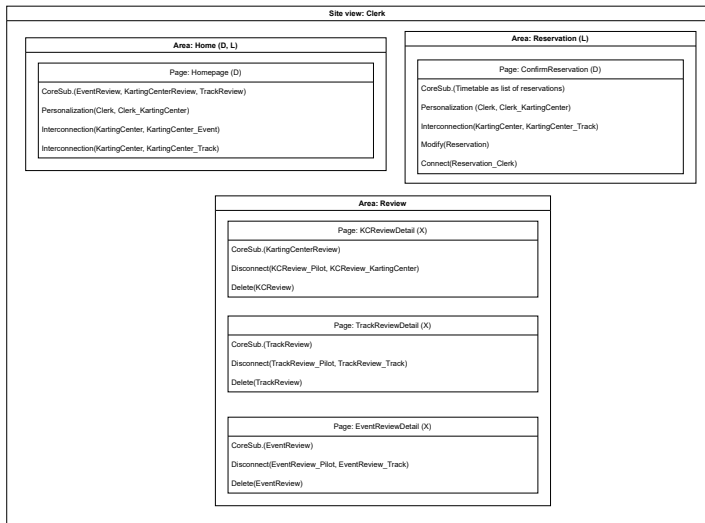 Site view: Clerk
Area: Home (D, L)
Page: Homepage (D)
CoreSub.(EventReview, KartingCenterReview, TrackReview)
Personalization(Clerk, Clerk_KartingCenter)
Interconnection(KartingCenter, KartingCenter_Event)
Interconnection(KartingCenter, KartingCenter_Track)
Area: Reservation (L)
Page: ConfirmReservation (D)
CoreSub.(Timetable as list of reservations)
Personalization (Clerk, Clerk_KartingCenter)
Interconnection(KartingCenter, KartingCenter_Track)
Modify(Reservation)
Connect(Reservation_Clerk)
Area: Review
Page: KCReviewDetail (X)
CoreSub.(KartingCenterReview)
Disconnect(KCReview_Pilot, KCReview_KartingCenter)
Delete(KCReview)
Page: TrackReviewDetail (X)
CoreSub.(TrackReview)
Disconnect(TrackReview_Pilot, TrackReview_Track)
Delete(TrackReview)
Page: EventReviewDetail (X)
CoreSub.(EventReview)
Disconnect(EventReview_Pilot, EventReview_Track)
Delete(EventReview)